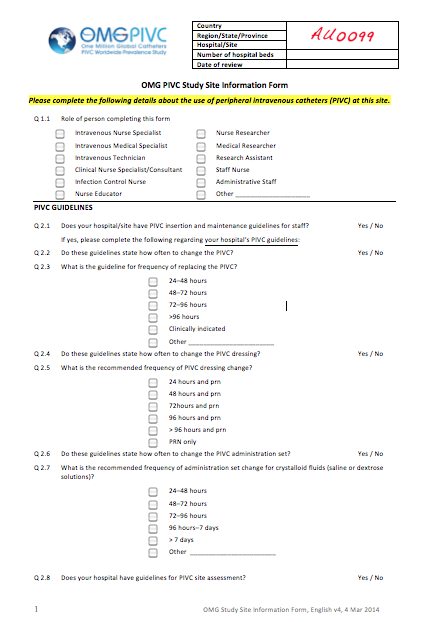 OMGPIVC
One Million Global Catheters
PIVC Worldwide Prevalence Study
Country
Region/State/Province
Hospital/Site
Number of hospital beds
Date of review
AU0099
OMG PIVC Study Site Information Form
Please complete the following details about the use of peripheral intravenous catheters (PIVC) at this site.
Q 1.1 Role of person completing this form
Intravenous Nurse Specialist Nurse Researcher
Intravenous Medical Specialist Medical Researcher
Intravenous Technician Research Assistant
Clinical Nurse Specialist/Consultant Staff Nurse
Infection Control Nurse Administrative Staff
Nurse Educator Other ____________________
PIVC GUIDELINES
Q 2.1 Does your hospital/site have PIVC insertion and maintenance guidelines for staff? Yes / No
If yes, please complete the following regarding your hospital's PIVC guidelines:
Q 2.2 Do these guidelines state how often to change the PIVC? Yes / No
Q 2.3 What is the guideline for frequency of replacing the PIVC?
24–48 hours
48–72 hours
72–96 hours
>96 hours
Clinically indicated
Other ____________________
Q 2.4 Do these guidelines state how often to change the PIVC dressing? Yes / No
Q 2.5 What is the recommended frequency of PIVC dressing change?
24 hours and prn
48 hours and prn
72hours and prn
96 hours and prn
> 96 hours and prn
PRN only
Q 2.6 Do these guidelines state how often to change the PIVC administration set? Yes / No
Q 2.7 What is the recommended frequency of administration set change for crystalloid fluids (saline or dextrose
solutions)?
24–48 hours
48–72 hours
72–96 hours
96 hours–7 days
> 7 days
Other ____________________
Q 2.8 Does your hospital have guidelines for PIVC site assessment? Yes / No
1 OMG Study Site Information Form, English v4, 4 Mar 2014